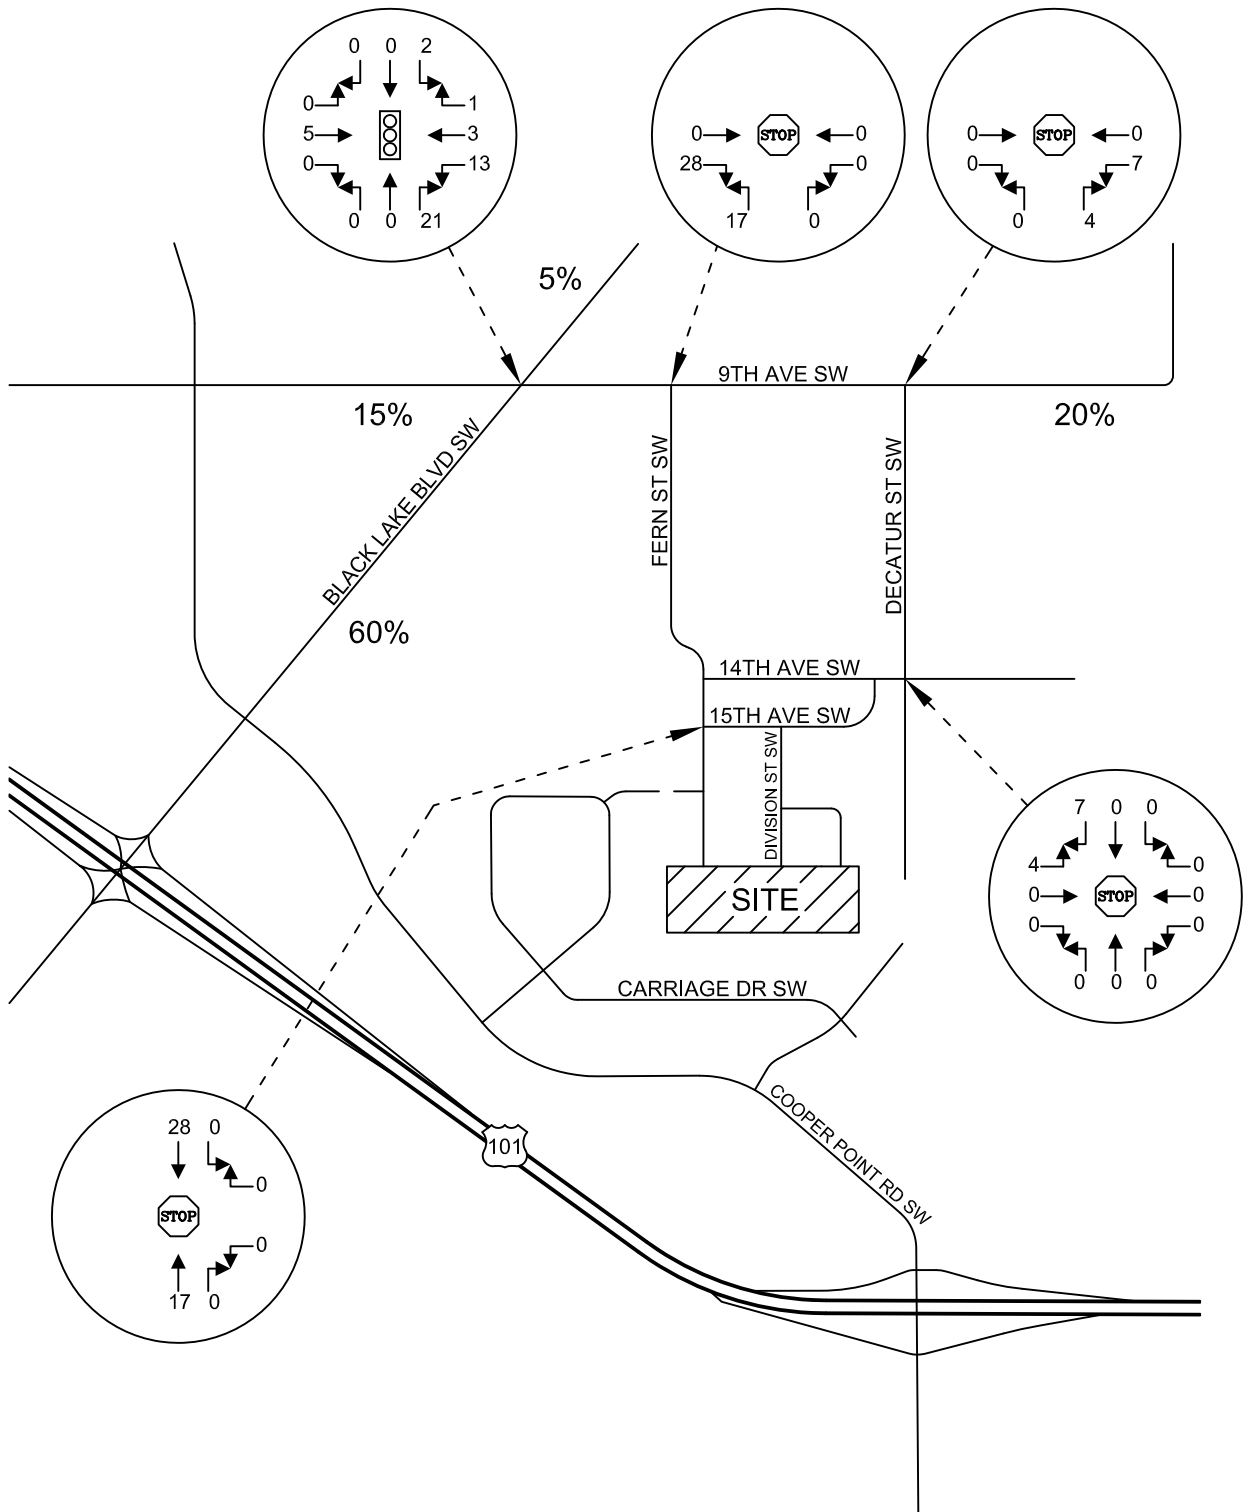 0 0 2
0 1
5 3
0 13
0 0 21
0 STOP 0
28 0
17 0
0 STOP 0
0 7
0 4
5%
9TH AVE SW
15%
20%
BLACK LAKE BLVD SW
FERN ST SW
DECATUR ST SW
60%
14TH AVE SW
15TH AVE SW
DIVISION ST SW
SITE
7 0 0
4 0
0 STOP 0
0 0
0 0 0
CARRIAGE DR SW
COOPER POINT RD SW
101
28 0
0
STOP
0
17 0